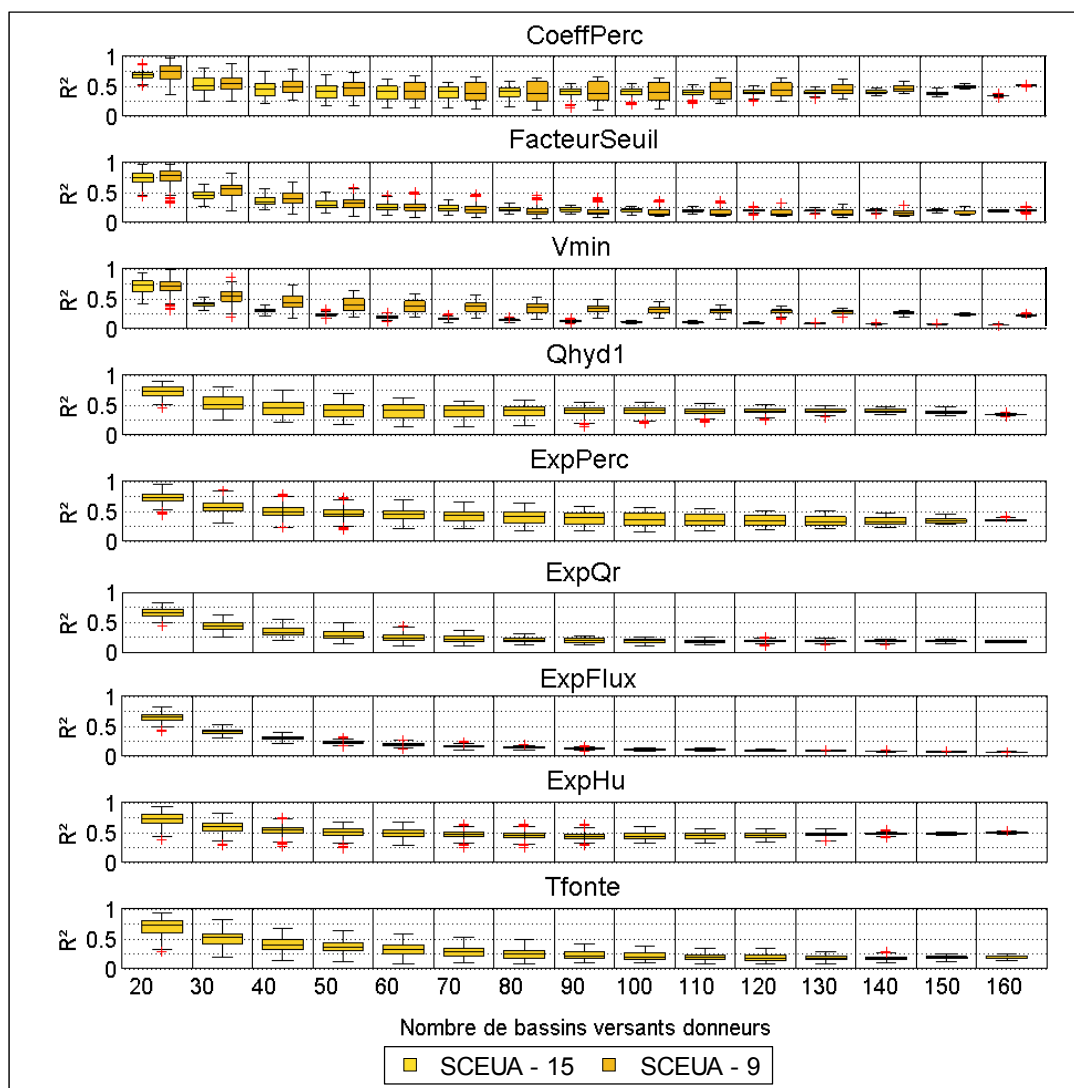 CoeffPerc
R²
1
0.5
0
FacteurSeuil
R²
1
0.5
0
Vmin
R²
1
0.5
0
Qhyd1
R²
1
0.5
0
ExpPerc
R²
1
0.5
0
ExpQr
R²
1
0.5
0
ExpFlux
R²
1
0.5
0
ExpHu
R²
1
0.5
0
Tfonte
R²
1
0.5
0
20 30 40 50 60 70 80 90 100 110 120 130 140 150 160
Nombre de bassins versants donneurs
SCEUA - 15 SCEUA - 9